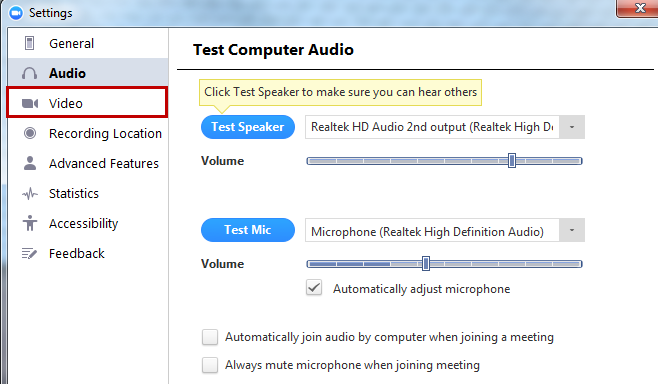 Settings
General
Audio
Video
Recording Location
Advanced Features
Statistics
Accessibility
Feedback
Test Computer Audio
Click Test Speaker to make sure you can hear others
Test Speaker
Realtek HD Audio 2nd output (Realtek High De
Volume
Test Mic
Microphone (Realtek High Definition Audio)
Volume
Automatically adjust microphone
Automatically join audio by computer when joining a meeting
Always mute microphone when joining meeting